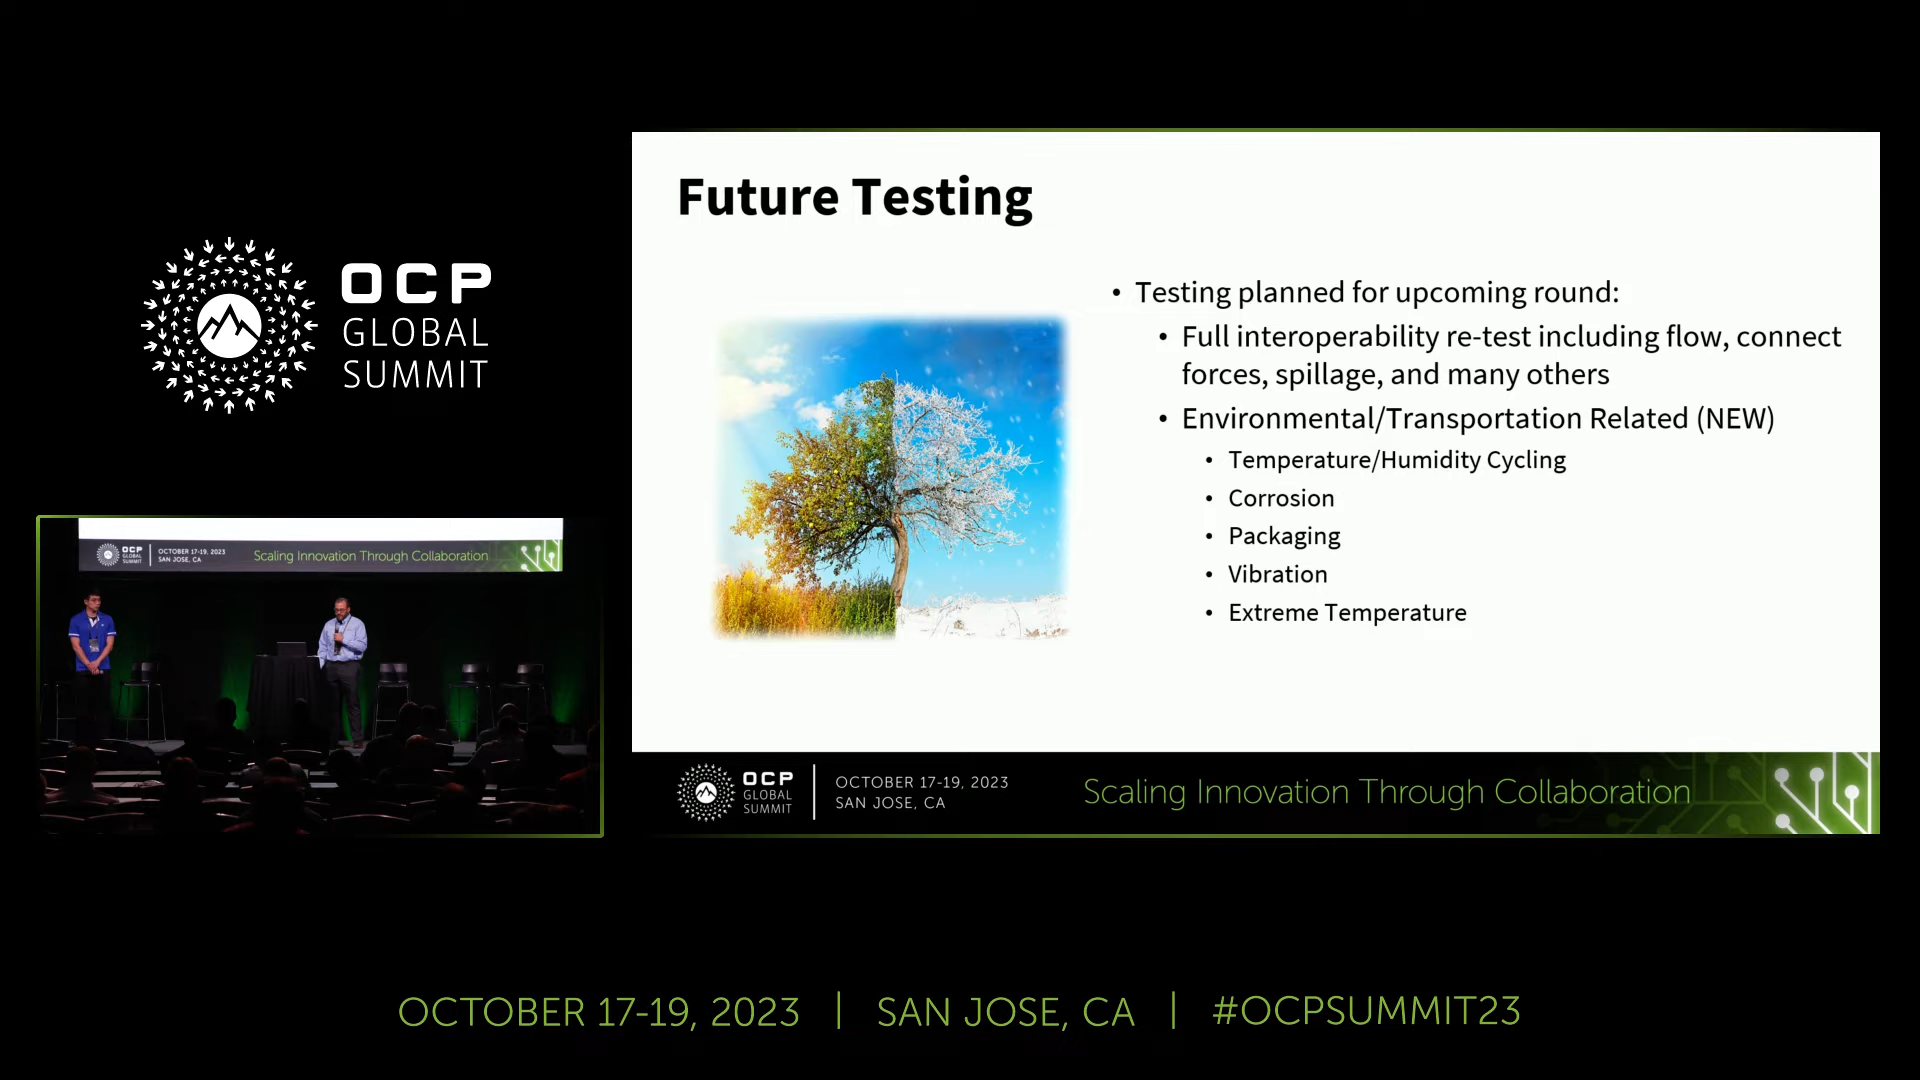 OCP
GLOBAL
SUMMIT
OCP
GLOBAL
SUMMIT
OCTOBER 17-19, 2023
SAN JOSE, CA
Scaling Innovation Through Collaboration
Future Testing
• Testing planned for upcoming round:
• Full interoperability re-test including flow, connect
forces, spillage, and many others
• Environmental/Transportation Related (NEW)
• Temperature/Humidity Cycling
• Corrosion
• Packaging
• Vibration
• Extreme Temperature
OCP
GLOBAL
SUMMIT
OCTOBER 17-19, 2023
SAN JOSE, CA
Scaling Innovation Through Collaboration
OCTOBER 17-19, 2023 | SAN JOSE, CA | #OCPSUMMIT23